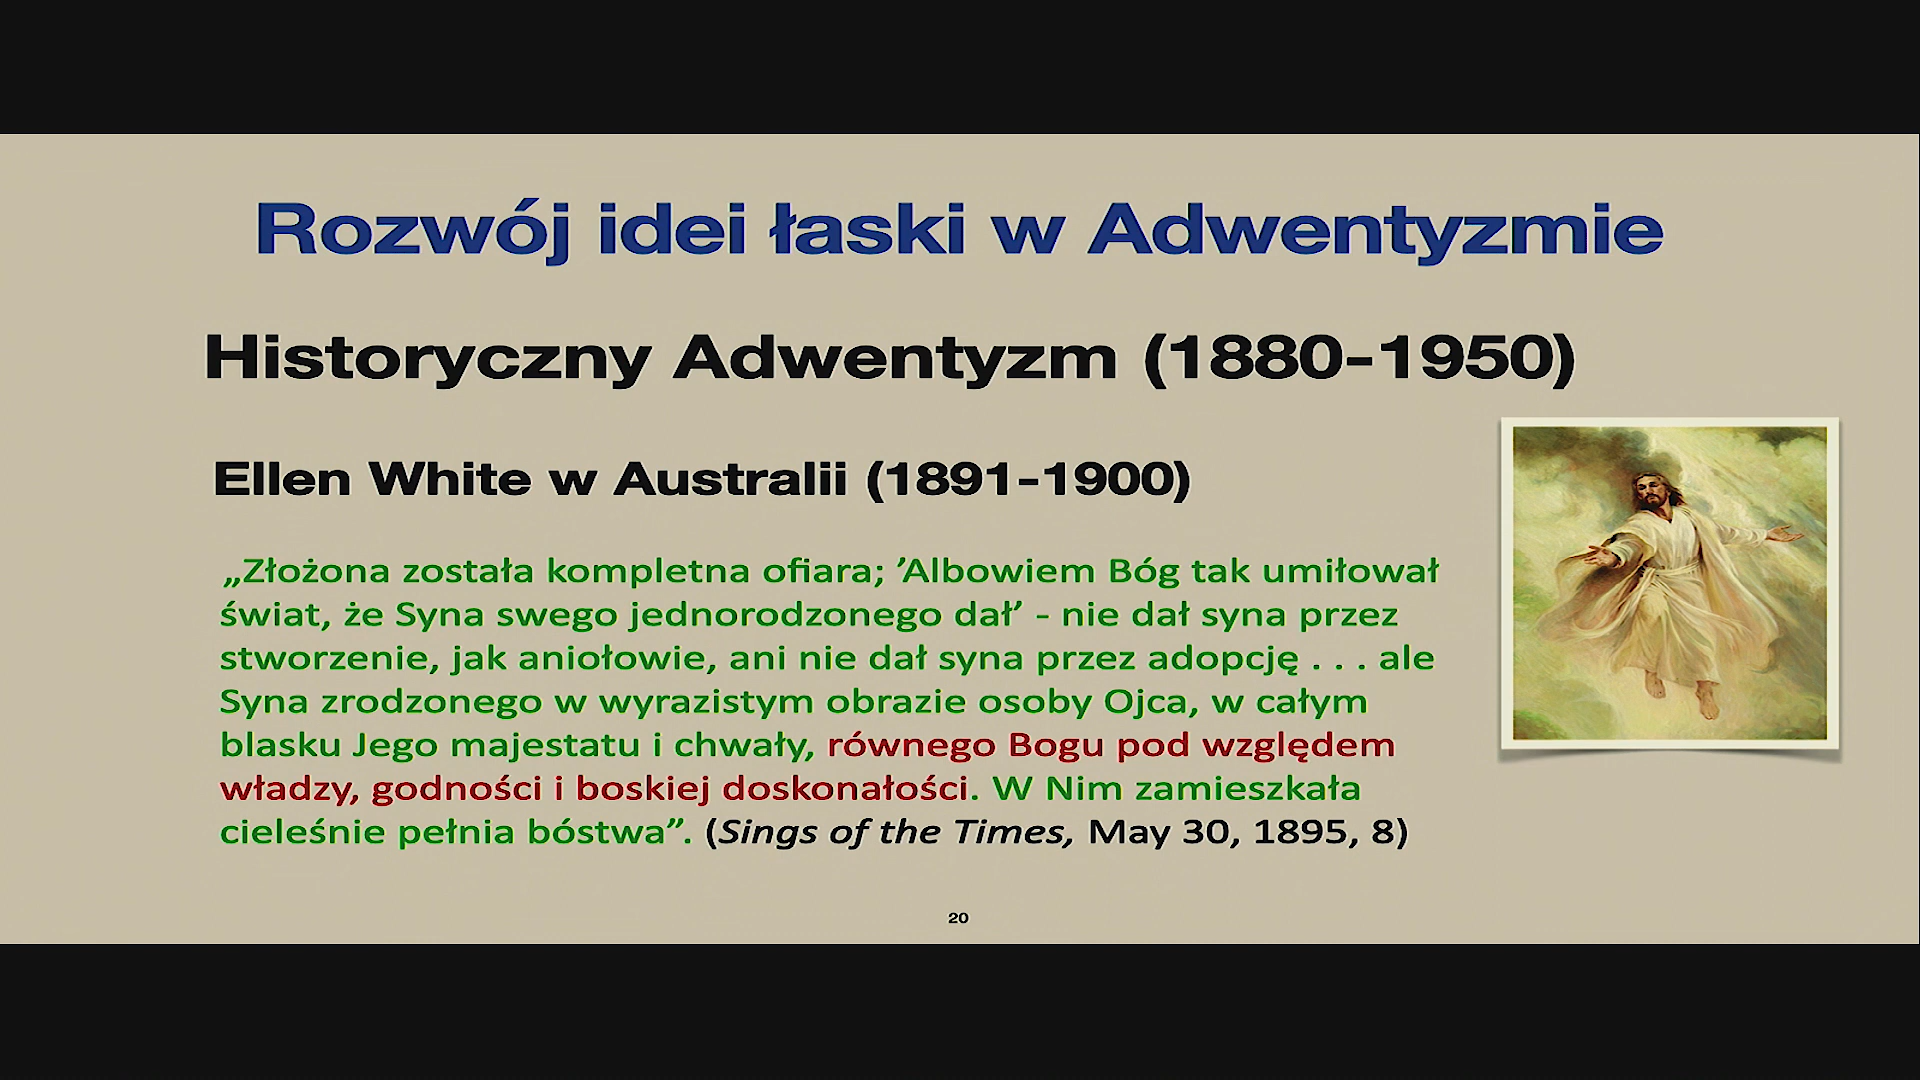 Rozwój idei łaski w Adwentyzmie
Historyczny Adwentyzm (1880-1950)
Ellen White w Australii (1891-1900)
„Złożona została kompletna ofiara; ’Albowiem Bóg tak umiłował
świat, że Syna swego jednorodzonego dał’ - nie dał syna przez
stworzenie, jak aniołowie, ani nie dał syna przez adopcję . . . ale
Syna zrodzonego w wyrazistym obrazie osoby Ojca, w całym
blasku Jego majestatu i chwały, równego Bogu pod względem
władzy, godności i boskiej doskonałości. W Nim zamieszkała
cieleśnie pełnia bóstwa”. (Sings of the Times, May 30, 1895, 8)
20